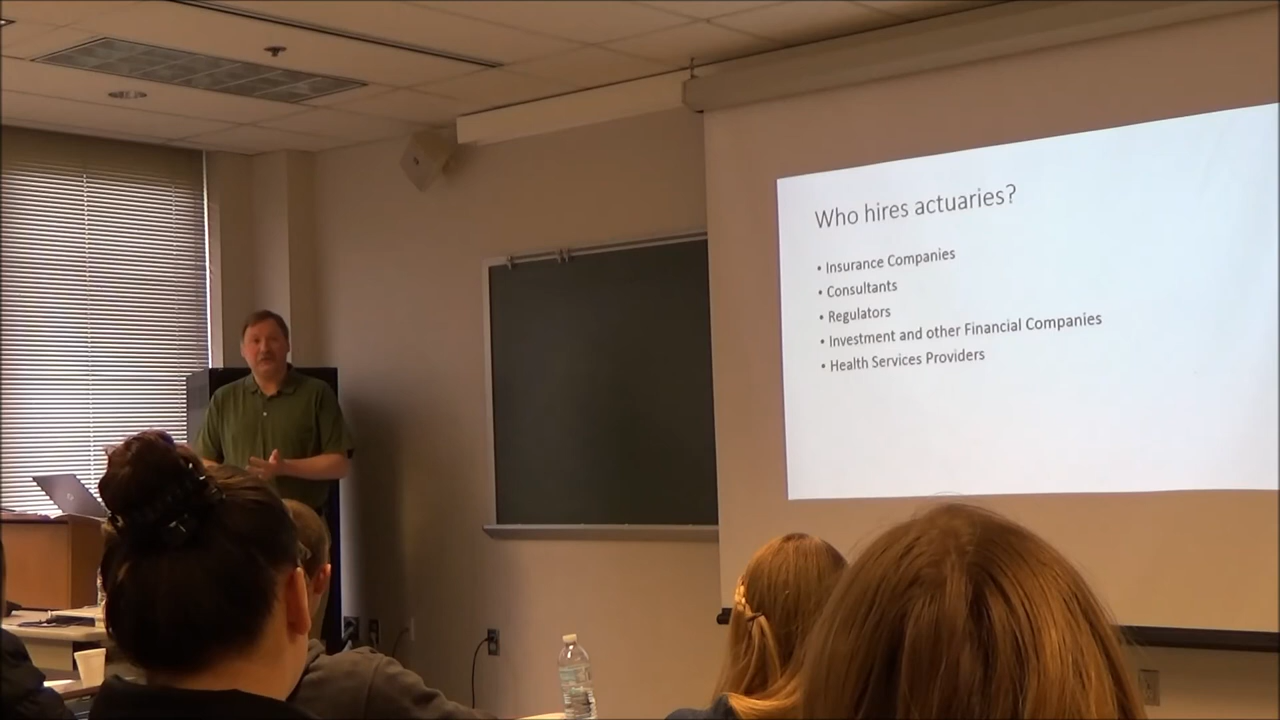 Who hires actuaries?
• Insurance Companies
• Consultants
• Regulators
• Investment and other Financial Companies
• Health Services Providers